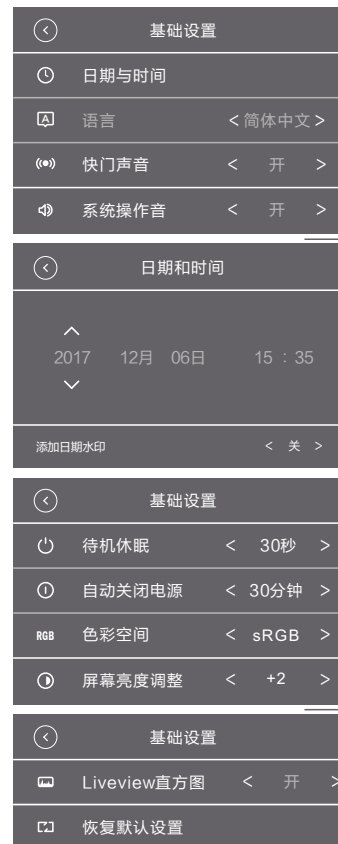 基础设置
日期与时间
语言 < 简体中文 >
快门声音 < 开 >
系统操作音 < 开 >
日期和时间
2017 12月 06日 15 : 35
添加日期水印 < 关 >
基础设置
待机休眠 < 30秒 >
自动关闭电源 < 30分钟 >
RGB 色彩空间 < sRGB >
屏幕亮度调整 < +2 >
基础设置
Liveview直方图 < 开 >
恢复默认设置